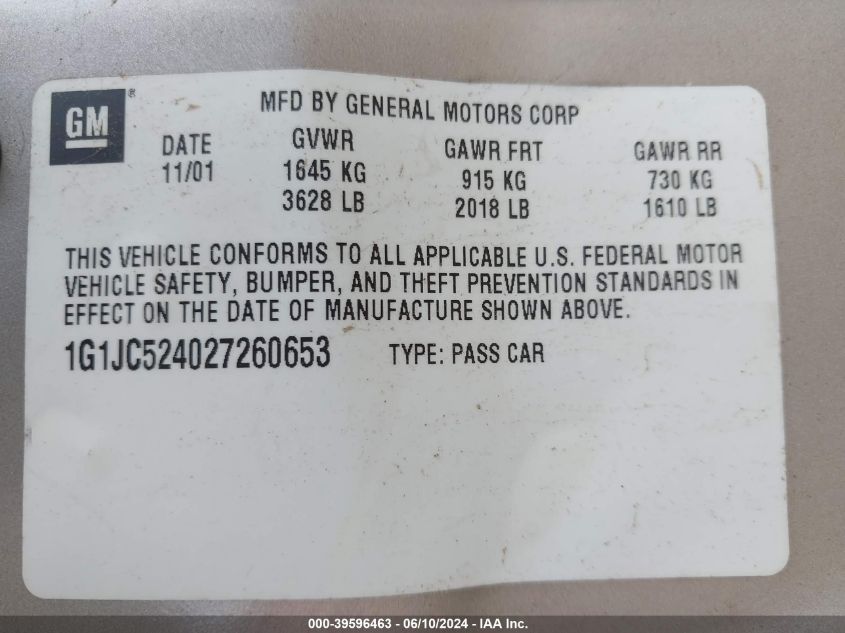 GM ®
MFD BY GENERAL MOTORS CORP
DATE GVWR GAWR FRT GAWR RR
11/01 1645 KG 915 KG 730 KG
3628 LB 2018 LB 1610 LB
THIS VEHICLE CONFORMS TO ALL APPLICABLE U.S. FEDERAL MOTOR
VEHICLE SAFETY, BUMPER, AND THEFT PREVENTION STANDARDS IN
EFFECT ON THE DATE OF MANUFACTURE SHOWN ABOVE.
1G1JC524027260653 TYPE: PASS CAR
000-39596463 - 06/10/2024 - IAA Inc.